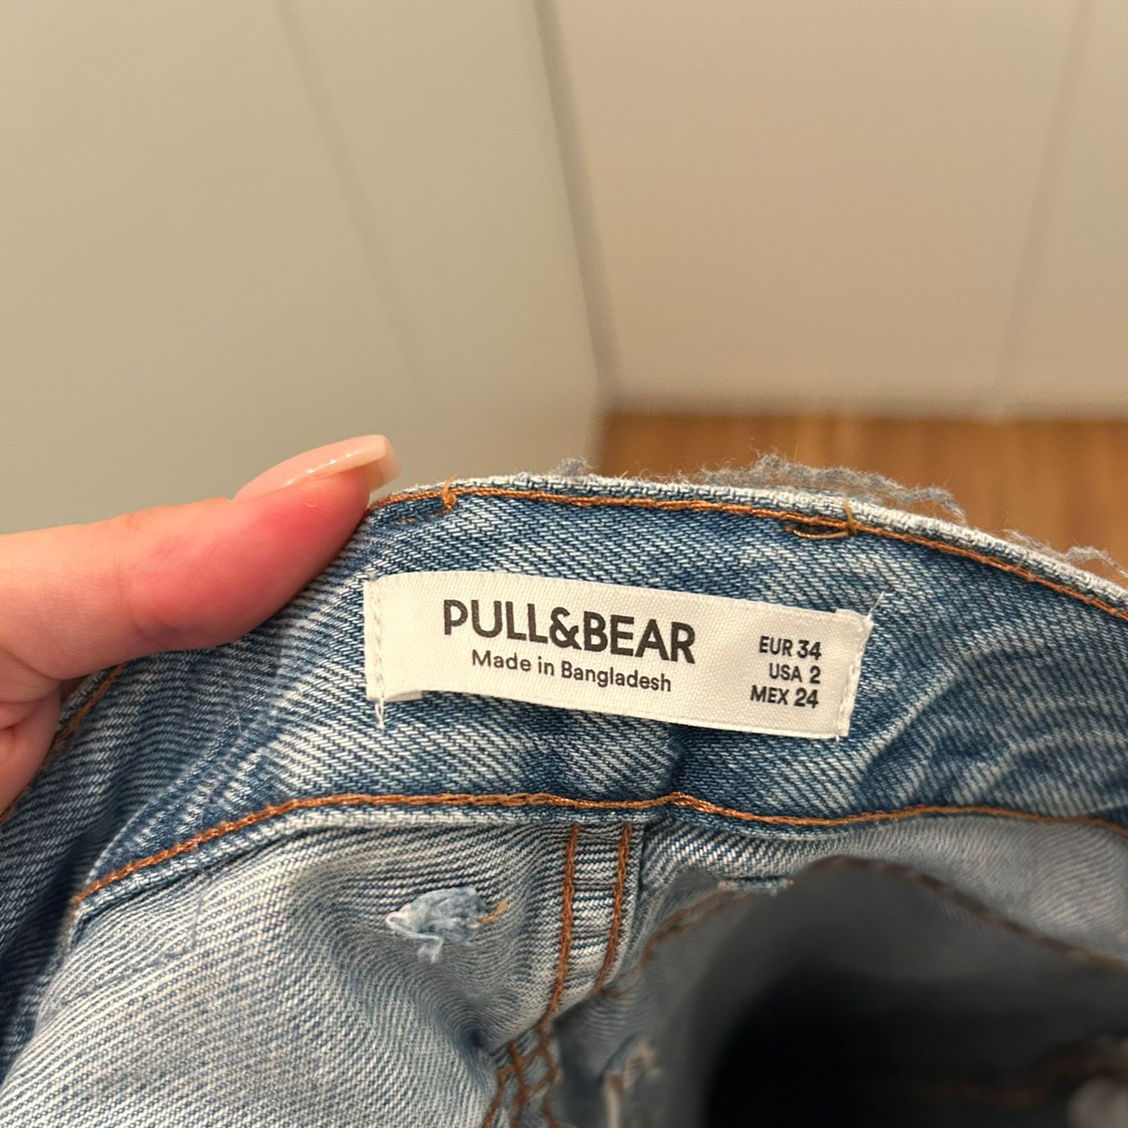 PULL&BEAR
Made in Bangladesh
EUR 34
USA 2
MEX 24